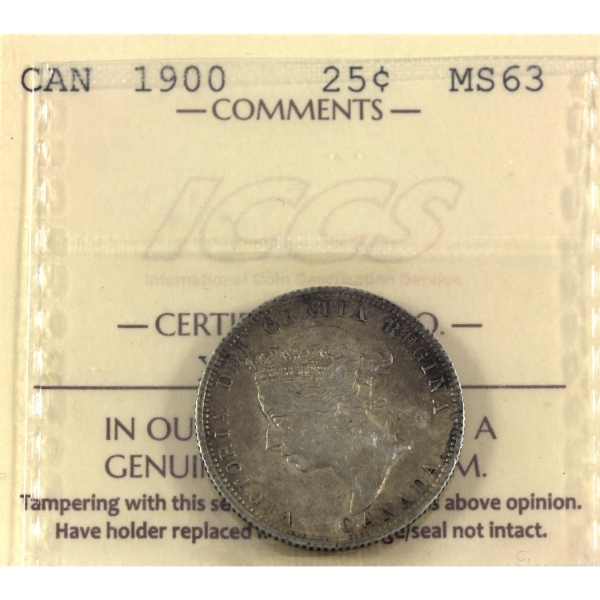 CAN 1900 25¢ MS63
— COMMENTS —
ICCS
International Coin Certification Service
— CERTI O. —
IN OU A
GENUI M.
Tampering with this se s above opinion.
Have holder replaced w ge/seal not intact.
VICTORIA DEI GRATIA REGINA
CANADA